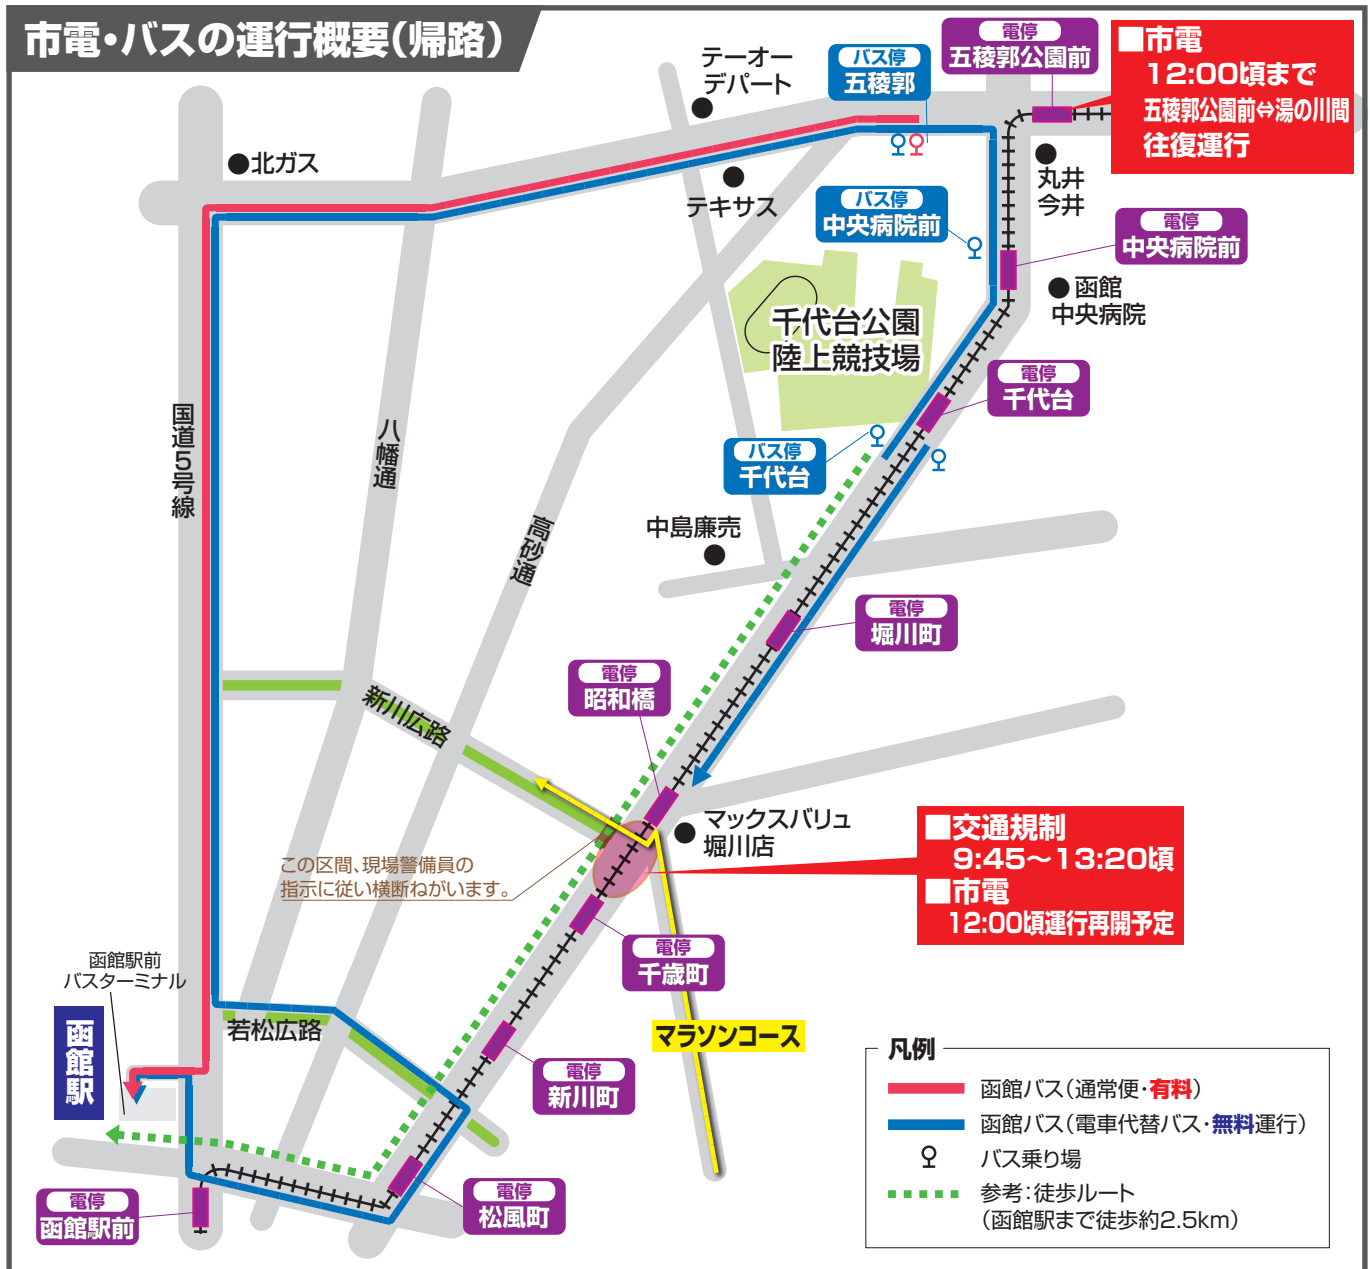 市電・バスの運行概要（帰路）
テーオー
デパート
バス停
五稜郭
電停
五稜郭公園前
■市電
12:00頃まで
五稜郭公園前⇔湯の川間
往復運行
●北ガス
テキサス
丸井
今井
バス停
中央病院前
電停
中央病院前
函館
中央病院
千代台公園
陸上競技場
電停
千代台
国道5号線
八幡通
高砂通
バス停
千代台
中島廉売
電停
堀川町
電停
昭和橋
新川広路
マックスバリュ
堀川店
■交通規制
9:45～13:20頃
■市電
12:00頃運行再開予定
この区間、現場警備員の
指示に従い横断ねがいます。
電停
千歳町
函館駅前
バスターミナル
函館駅
若松広路
マラソンコース
電停
新川町
電停
松風町
電停
函館駅前
凡例
函館バス（通常便・有料）
函館バス（電車代替バス・無料運行）
バス乗り場
参考：徒歩ルート
（函館駅まで徒歩約2.5km）